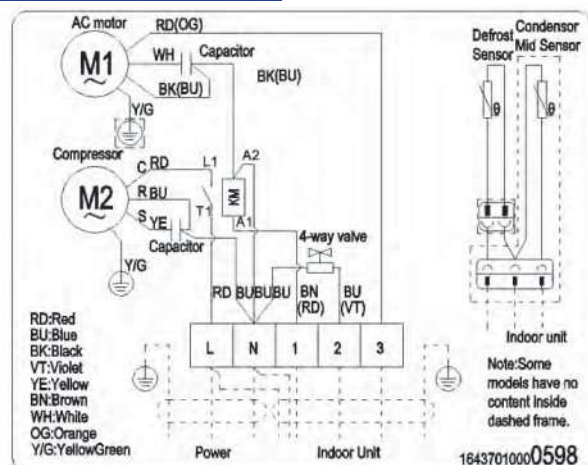 AC motor
RD(OG)
WH
Capacitor
M1
~
BK(BU)
BK(BU)
Y/G
Defrost
Sensor
Condensor
Mid Sensor
θ
θ
Compressor
C RD
L1
A2
R BU
M2
~
KM
S YE
T1
A1
Capacitor
4-way valve
Y/G
RD BU BU BU BN
(RD)
BU
(VT)
L N 1 2 3
RD:Red
BU:Blue
BK:Black
VT:Violet
YE:Yellow
BN:Brown
WH:White
OG:Orange
Y/G:YellowGreen
Power
Indoor Unit
Indoor unit
Note:Some
models have no
content inside
dashed frame.
16437010000598